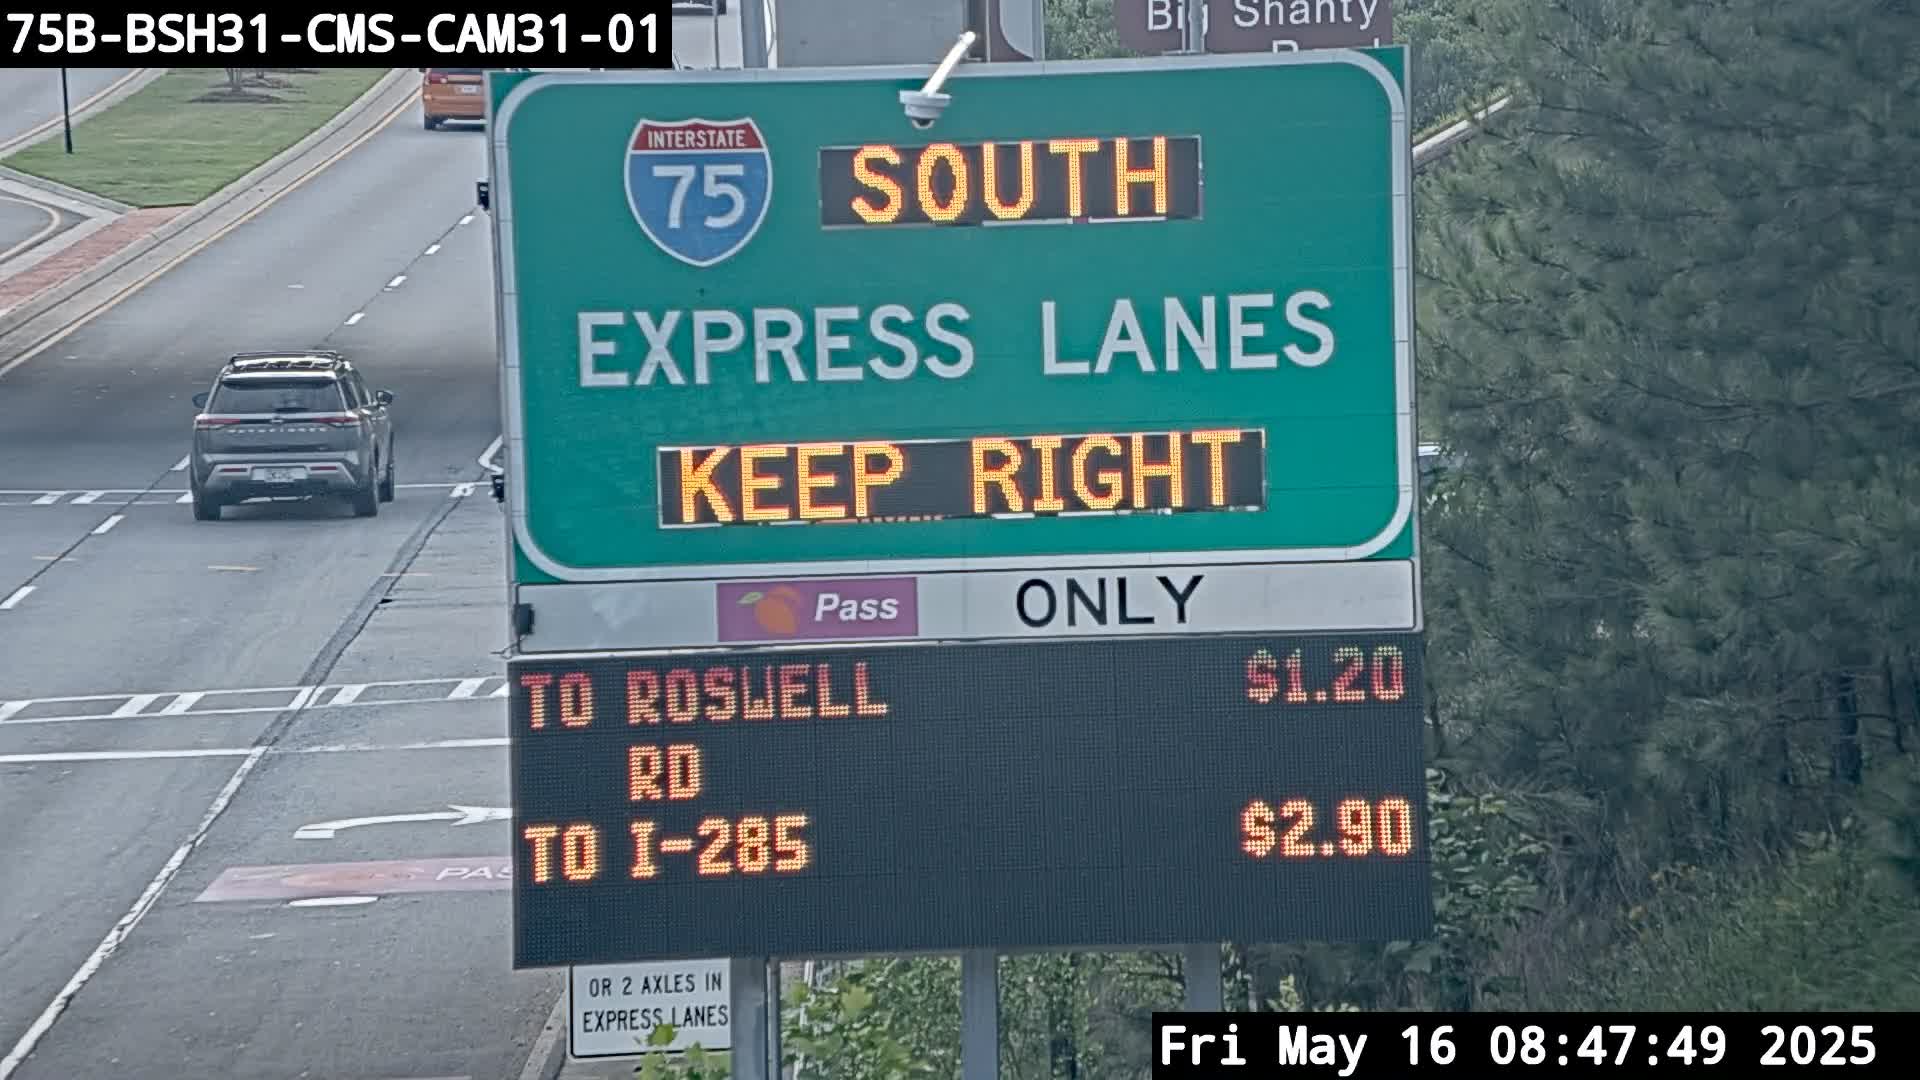 75B-BSH31-CMS-CAM31-01
Big Shanty
Road
INTERSTATE
75
SOUTH
EXPRESS LANES
KEEP RIGHT
Pass ONLY
TO ROSWELL $1.20
RD
TO I-285 $2.90
OR 2 AXLES IN
EXPRESS LANES
Fri May 16 08:47:49 2025